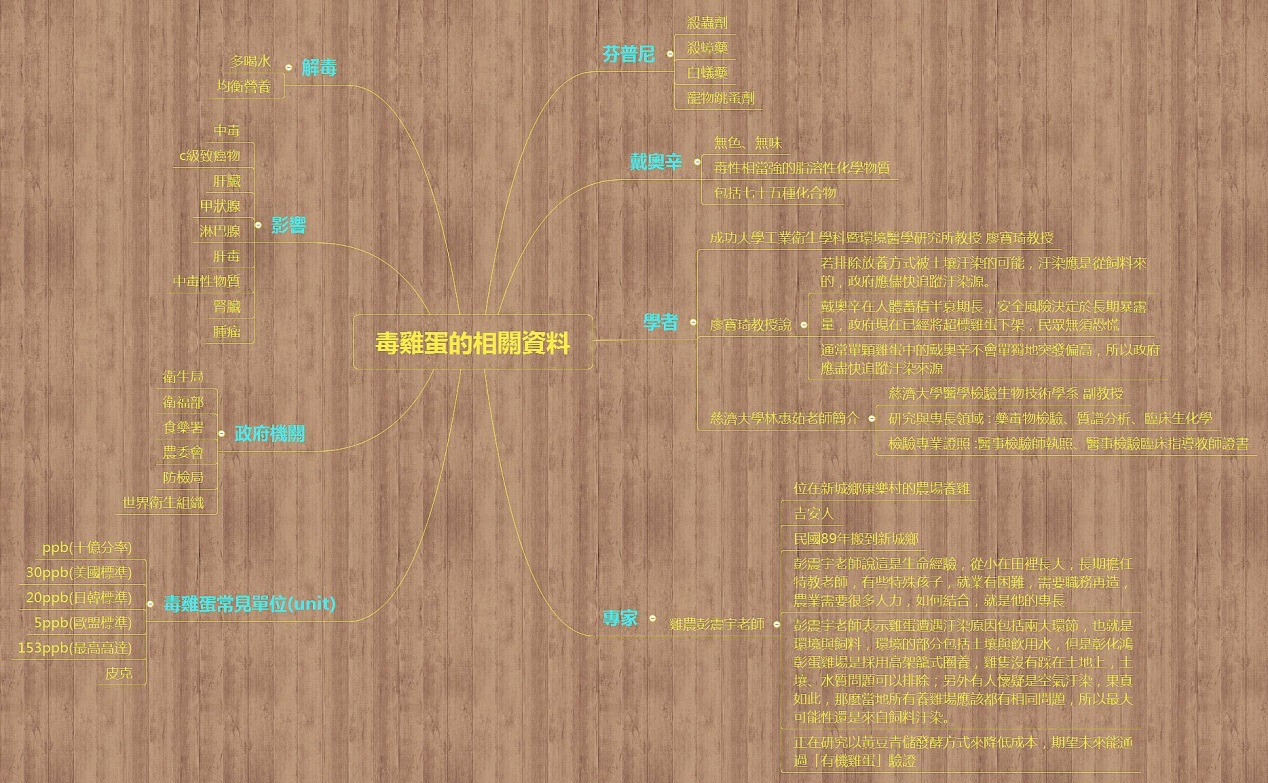 毒雞蛋的相關資料
解毒
多喝水
均衡營養
影響
中毒
c級致癌物
肝臟
甲狀腺
淋巴腺
肝毒
中毒性物質
腎臟
腫瘤
政府機關
衛生局
衛福部
食藥署
農委會
防檢局
世界衛生組織
毒雞蛋常見單位(unit)
ppb(十億分率)
30ppb(美國標準)
20ppb(日韓標準)
5ppb(歐盟標準)
153ppb(最高高達)
皮克
芬普尼
殺蟲劑
殺蟑藥
白蟻藥
寵物跳蚤劑
戴奧辛
無色、無味
毒性相當強的脂溶性化學物質
包括七十五種化合物
學者
成功大學工業衛生學科暨環境醫學研究所教授 廖寶琦教授
廖寶琦教授說
若排除放養方式被土壤汙染的可能，汙染應是從飼料來
的，政府應儘快追蹤汙染源。
戴奧辛在人體蓄積半衰期長，安全風險決定於長期暴露
量，政府現在已經將超標雞蛋下架，民眾無須恐慌
通常單顆雞蛋中的戴奧辛不會單獨地突發偏高，所以政府
應盡快追蹤汙染來源
慈濟大學林惠茹老師簡介
慈濟大學醫學檢驗生物技術學系 副教授
研究與專長領域 : 藥毒物檢驗、質譜分析、臨床生化學
檢驗專業證照 :醫事檢驗師執照、醫事檢驗臨床指導教師證書
專家
雞農彭震宇老師
位在新城鄉康樂村的農場養雞
吉安人
民國89年搬到新城鄉
彭震宇老師說這是生命經驗，從小在田裡長大，長期擔任
特教老師，有些特殊孩子，就業有困難，需要職務再造，
農業需要很多人力，如何結合，就是他的專長
彭震宇老師表示雞蛋遭遇汙染原因包括兩大環節，也就是
環境與飼料，環境的部分包括土壤與飲用水，但是彰化鴻
彰蛋雞場是採用高架籠式圈養，雞隻沒有踩在土地上，土
壤、水質問題可以排除；另外有人懷疑是空氣汙染，果真
如此，那麼當地所有養雞場應該都有相同問題，所以最大
可能性還是來自飼料汙染。
正在研究以黃豆青儲發酵方式來降低成本，期望未來能通
過「有機雞蛋」驗證